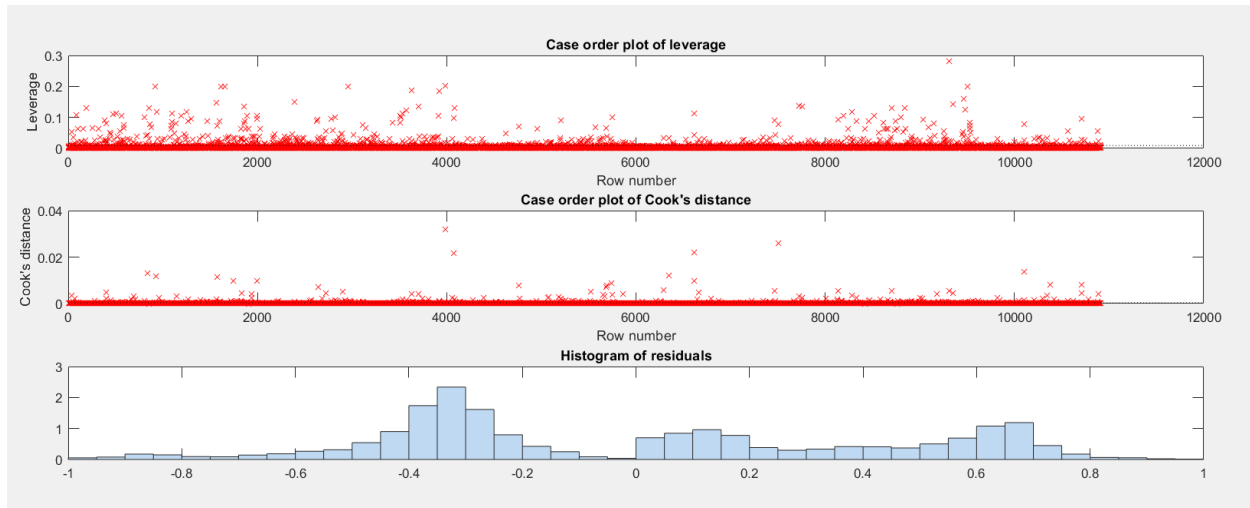 Case order plot of leverage
0.3
0.2
0.1
0
Leverage
0 2000 4000 6000 8000 10000 12000
Row number
Case order plot of Cook's distance
0.04
0.02
0
Cook's distance
0 2000 4000 6000 8000 10000 12000
Row number
Histogram of residuals
3
2
1
0
-1 -0.8 -0.6 -0.4 -0.2 0 0.2 0.4 0.6 0.8 1